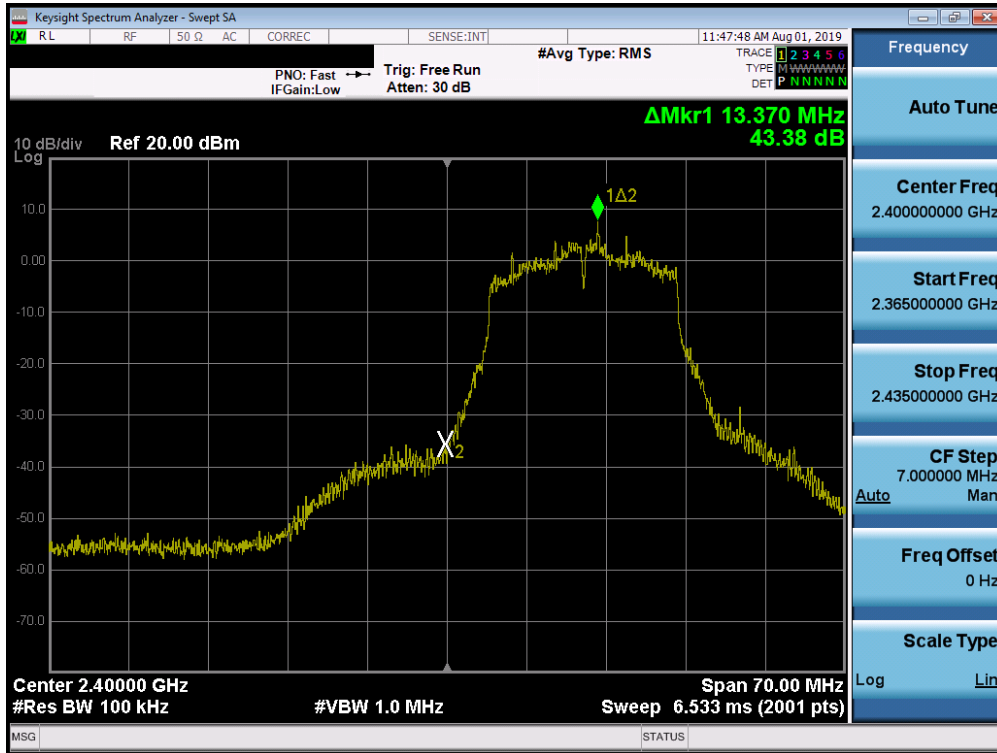 Keysight Spectrum Analyzer - Swept SA
LXI RL RF 50 Ω AC CORREC SENSE:INT 11:47:48 AM Aug 01, 2019
#Avg Type: RMS
TRACE 1 2 3 4 5 6
TYPE M WWWWW
DET P N N N N N
PNO: Fast Trig: Free Run
IFGain:Low Atten: 30 dB
ΔMkr1 13.370 MHz
43.38 dB
10 dB/div Ref 20.00 dBm
Log
1Δ2
10.0
0.00
-10.0
-20.0
-30.0
X2
-40.0
-50.0
-60.0
-70.0
Center 2.40000 GHz Span 70.00 MHz
#Res BW 100 kHz #VBW 1.0 MHz Sweep 6.533 ms (2001 pts)
MSG STATUS
Frequency
Auto Tune
Center Freq
2.400000000 GHz
Start Freq
2.365000000 GHz
Stop Freq
2.435000000 GHz
CF Step
7.000000 MHz
Auto Man
Freq Offset
0 Hz
Scale Type
Log Lin